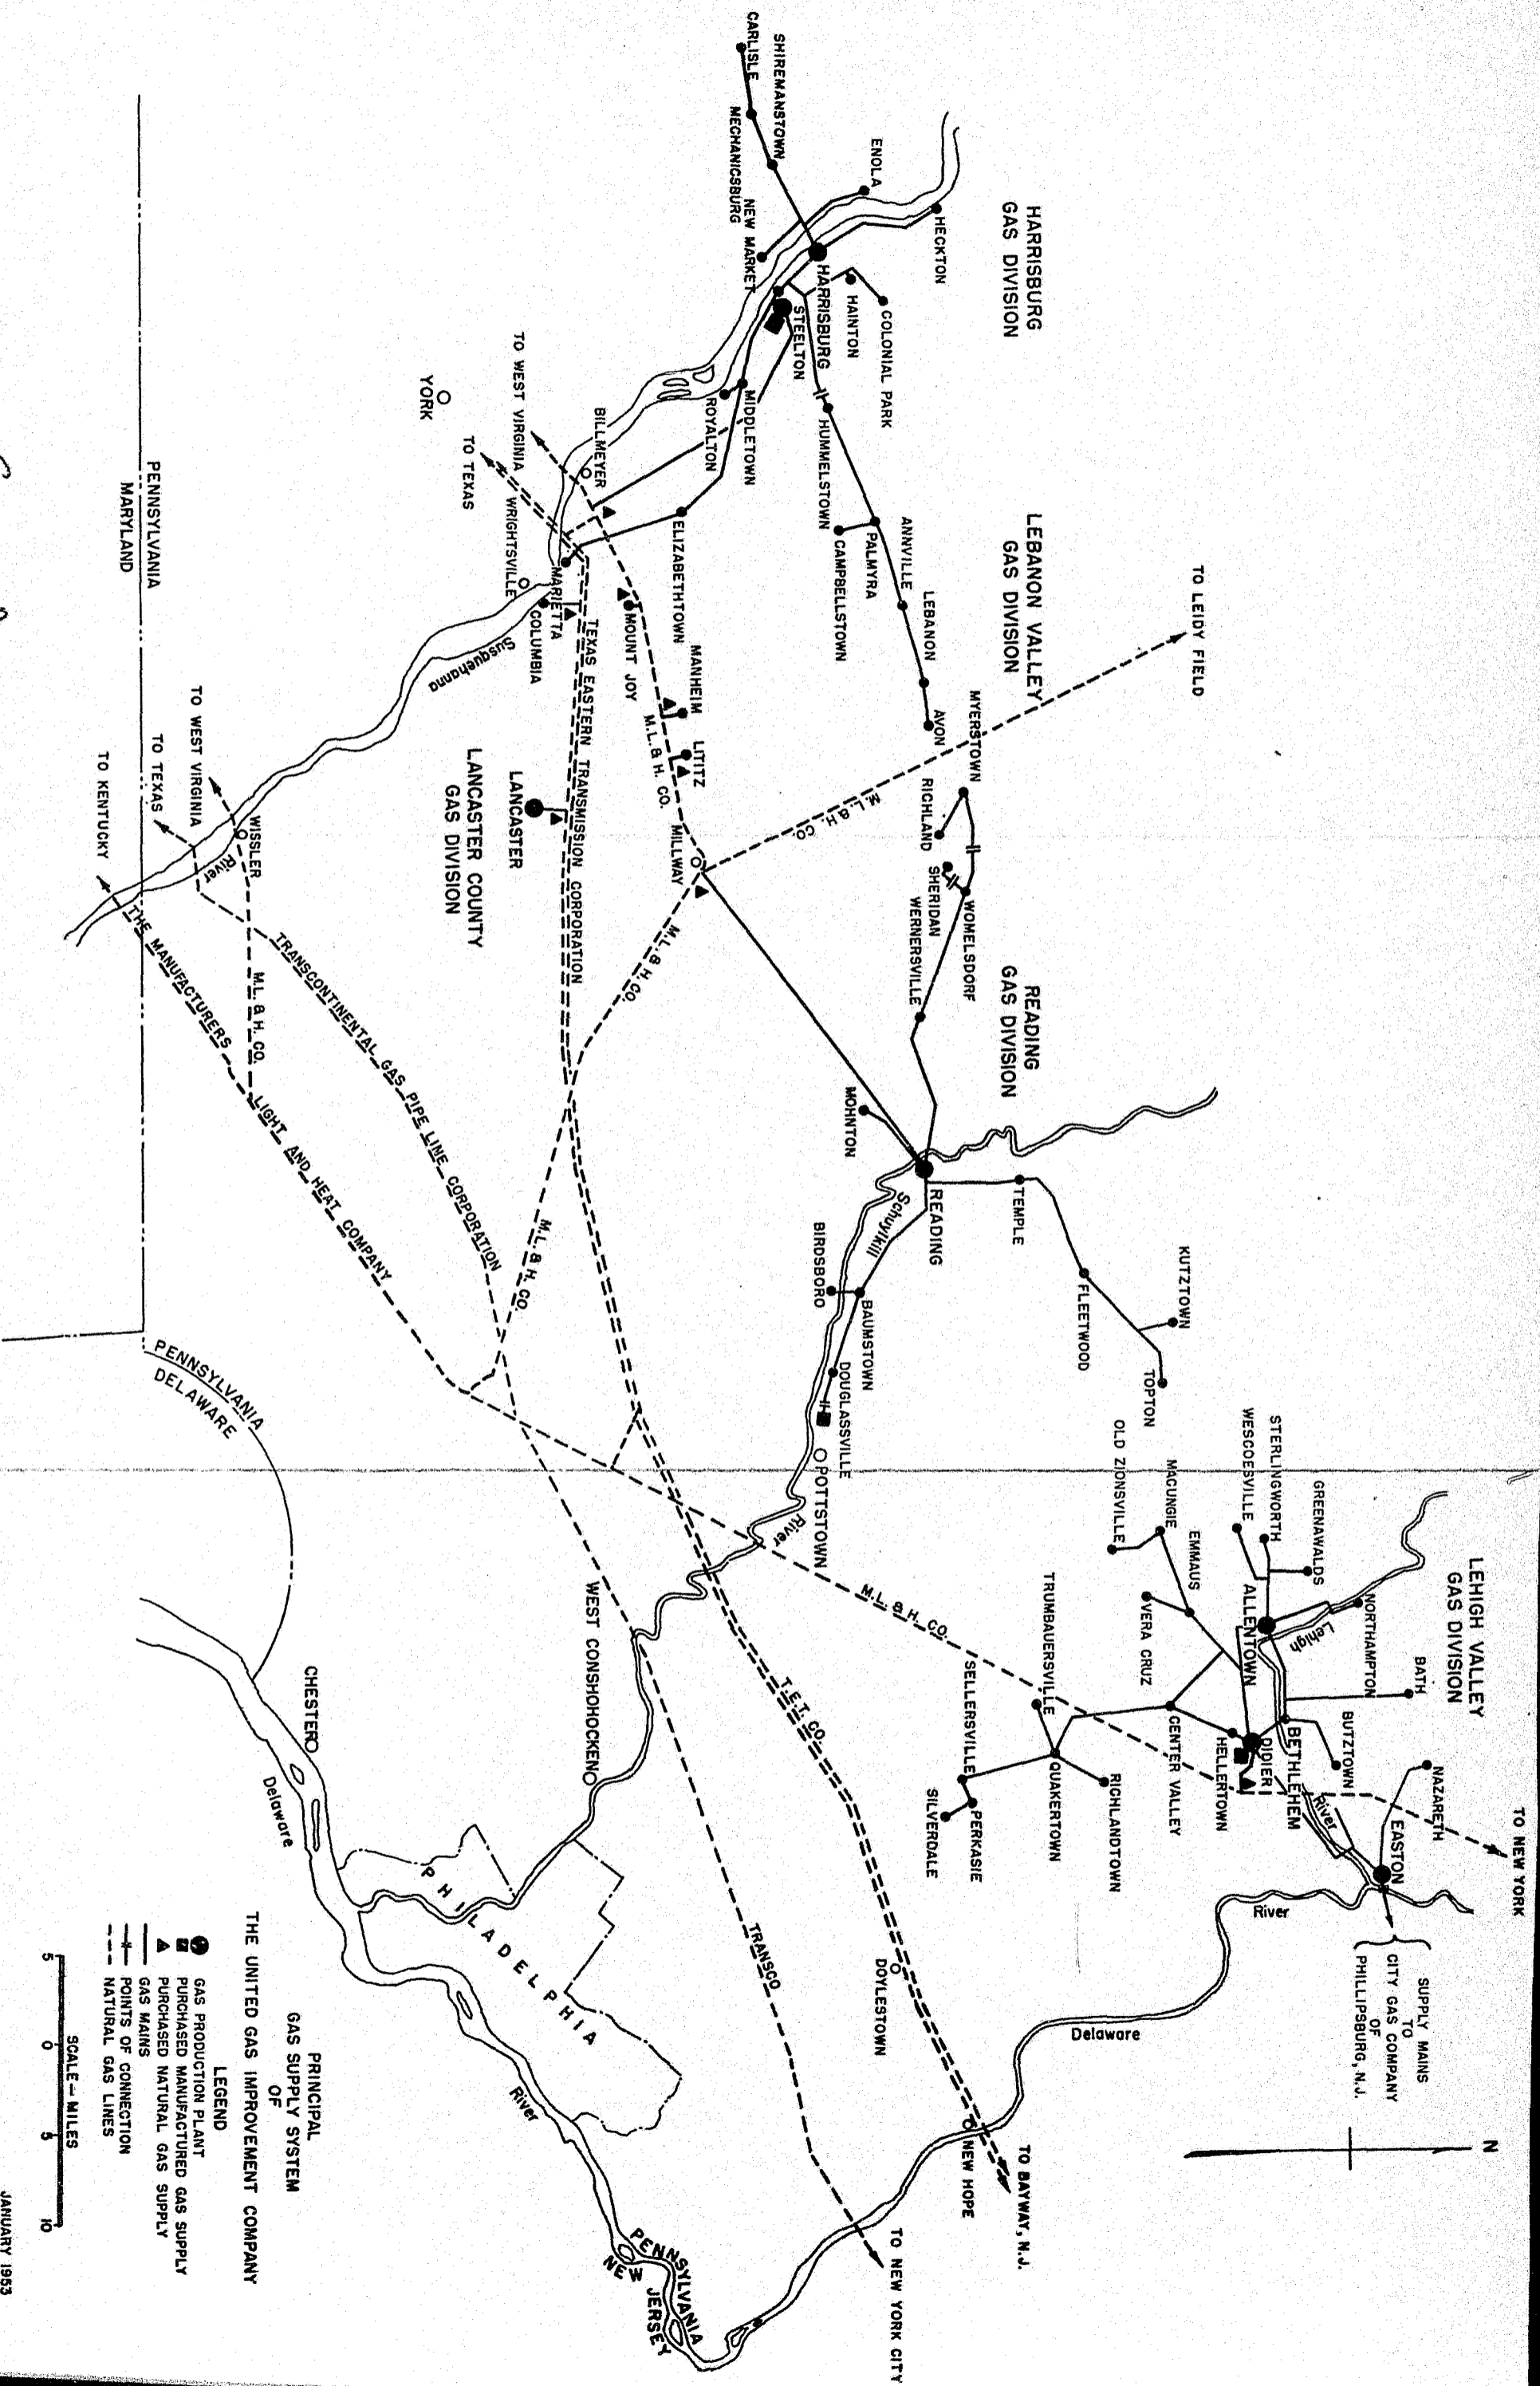 HARRISBURG
GAS DIVISION
LEBANON VALLEY
GAS DIVISION
READING
GAS DIVISION
LEHIGH VALLEY
GAS DIVISION
LANCASTER COUNTY
GAS DIVISION
CARLISLE
SHIREMANSTOWN
MECHANICSBURG
NEW MARKET
ENOLA
HECKTON
HARRISBURG
HAINTON
COLONIAL PARK
STEELTON
HUMMELSTOWN
MIDDLETOWN
ROYALTON
PALMYRA
CAMPBELLSTOWN
ANNVILLE
LEBANON
AVON
MYERSTOWN
RICHLAND
SHERIDAN
WOMELSDORF
WERNERSVILLE
TO LEIDY FIELD
M.L.& H. CO.
TO WEST VIRGINIA
BILLMEYER
YORK
TO TEXAS
WRIGHTSVILLE
MARIETTA
COLUMBIA
ELIZABETHTOWN
MOUNT JOY
MANHEIM
LITITZ
M.L.& H. CO.
MILLWAY
LANCASTER
TEXAS EASTERN TRANSMISSION CORPORATION
M.L.& H. CO.
Susquehanna
River
PENNSYLVANIA
MARYLAND
TO WEST VIRGINIA
TO TEXAS
TO KENTUCKY
WISSLER
M.L. & H. CO.
TRANSCONTINENTAL GAS PIPE LINE CORPORATION
THE MANUFACTURERS LIGHT AND HEAT COMPANY
M.L. & H. CO.
MOHNTON
READING
Schuylkill
River
TEMPLE
FLEETWOOD
KUTZTOWN
TOPTON
BIRDSBORO
BAUMSTOWN
DOUGLASSVILLE
POTTSTOWN
PENNSYLVANIA
DELAWARE
OLD ZIONSVILLE
MACUNGIE
EMMAUS
VERA CRUZ
WESCOESVILLE
STERLINGWORTH
GREENAWALDS
ALLENTOWN
NORTHAMPTON
Lehigh
River
BATH
BUTZTOWN
BETHLEHEM
DIDIER
HELLERTOWN
CENTER VALLEY
NAZARETH
EASTON
TO NEW YORK
M.L. & H. CO.
TRUMBAUERSVILLE
SELLERSVILLE
QUAKERTOWN
RICHLANDTOWN
PERKASIE
SILVERDALE
T.E.T. CO.
WEST CONSHOHOCKEN
CHESTER
Delaware
River
PHILADELPHIA
TRANSCO
DOYLESTOWN
River
Delaware
NEW HOPE
TO BAYWAY, N.J.
TO NEW YORK CITY
PENNSYLVANIA
NEW JERSEY
SUPPLY MAINS
TO
CITY GAS COMPANY
OF
PHILLIPSBURG, N.J.
N
PRINCIPAL
GAS SUPPLY SYSTEM
OF
THE UNITED GAS IMPROVEMENT COMPANY
LEGEND
GAS PRODUCTION PLANT
PURCHASED MANUFACTURED GAS SUPPLY
PURCHASED NATURAL GAS SUPPLY
GAS MAINS
POINTS OF CONNECTION
NATURAL GAS LINES
5 0 5 10
SCALE — MILES
JANUARY 1953